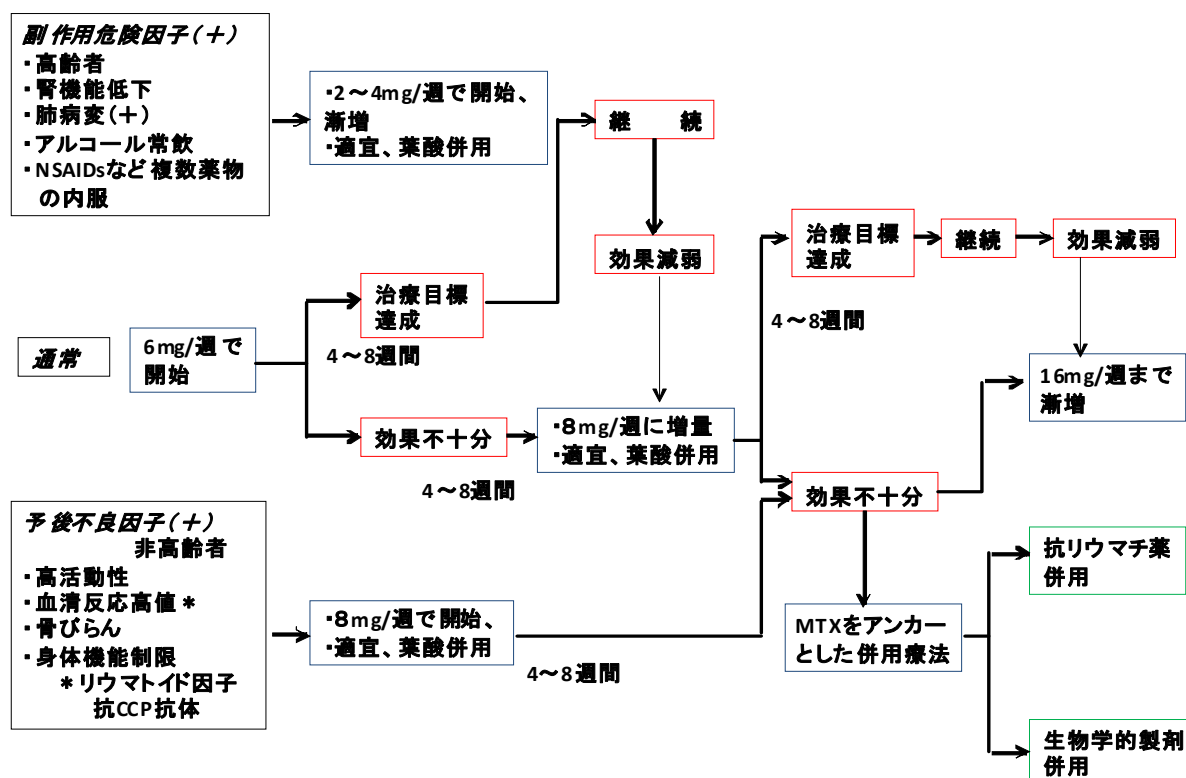 副作用危険因子(+)
・高齢者
・腎機能低下
・肺病変(+)
・アルコール常飲
・NSAIDsなど複数薬物
の内服
・2～4mg/週で開始、
漸増
・適宜、葉酸併用
継 続
効果減弱
治療目標
達成
継続
効果減弱
治療目標
達成
4～8週間
4～8週間
通常
6mg/週で
開始
16mg/週まで
漸増
効果不十分
・8mg/週に増量
・適宜、葉酸併用
4～8週間
効果不十分
予後不良因子(+)
非高齢者
・高活動性
・血清反応高値*
・骨びらん
・身体機能制限
*リウマトイド因子
抗CCP抗体
・8mg/週で開始、
・適宜、葉酸併用
4～8週間
MTXをアンカー
とした併用療法
抗リウマチ薬
併用
生物学的製剤
併用